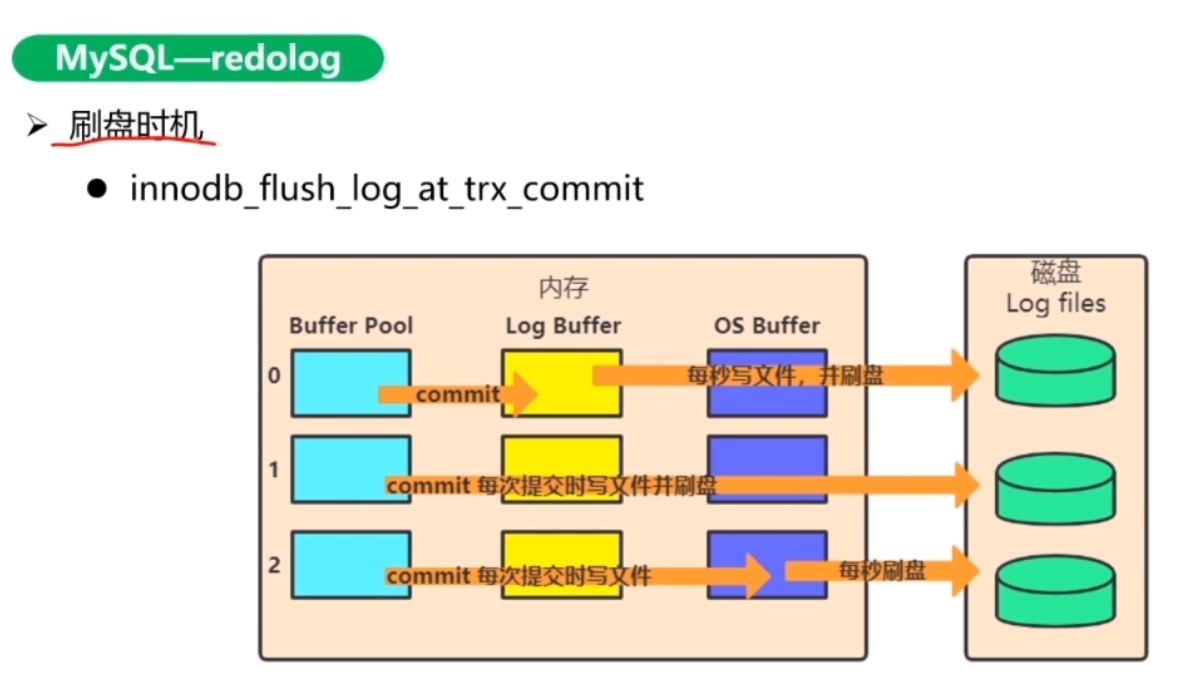 MySQL—redolog
刷盘时机
innodb_flush_log_at_trx_commit
内存
磁盘
Log files
Buffer Pool Log Buffer OS Buffer
0
commit
每秒写文件，并刷盘
1
commit 每次提交时写文件并刷盘
2
commit 每次提交时写文件
每秒刷盘